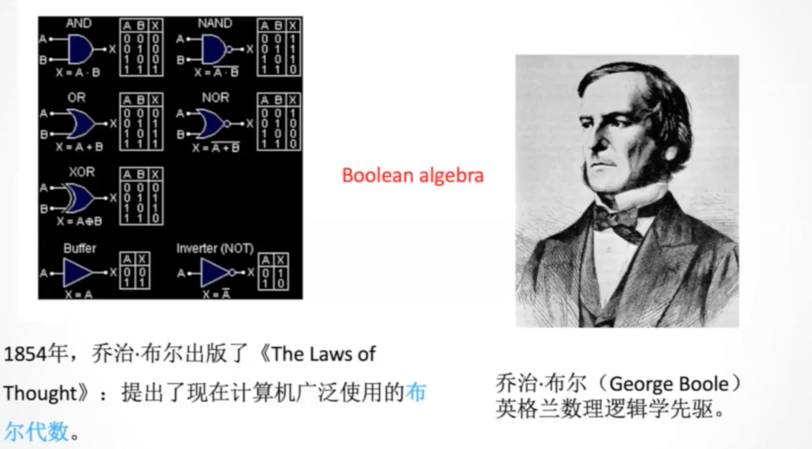 AND
A B X
0 0 0
0 1 0
1 0 0
1 1 1
A
B
X
X = A · B
NAND
A B X
0 0 1
0 1 1
1 0 1
1 1 0
A
B
X
X = A · B
OR
A B X
0 0 0
0 1 1
1 0 1
1 1 1
A
B
X
X = A + B
NOR
A B X
0 0 1
0 1 0
1 0 0
1 1 0
A
B
X
X = A + B
XOR
A B X
0 0 0
0 1 1
1 0 1
1 1 0
A
B
X
X = A⊕B
Buffer
A X
0 0
1 1
A
X
X = A
Inverter (NOT)
A X
0 1
1 0
A
X
X = A
Boolean algebra
1854年，乔治·布尔出版了《The Laws of
Thought》：提出了现在计算机广泛使用的布
尔代数。
乔治·布尔（George Boole）
英格兰数理逻辑学先驱。